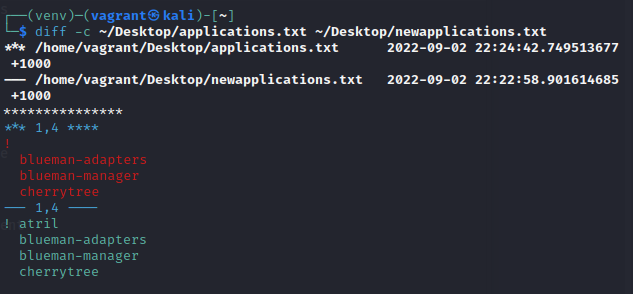 ┌──(venv)─(vagrant㉿kali)-[~]
└─$ diff -c ~/Desktop/applications.txt ~/Desktop/newapplications.txt
*** /home/vagrant/Desktop/applications.txt 2022-09-02 22:24:42.749513677
+1000
--- /home/vagrant/Desktop/newapplications.txt 2022-09-02 22:22:58.901614685
+1000
***************
*** 1,4 ****
!
blueman-adapters
blueman-manager
cherrytree
--- 1,4 ----
! atril
blueman-adapters
blueman-manager
cherrytree